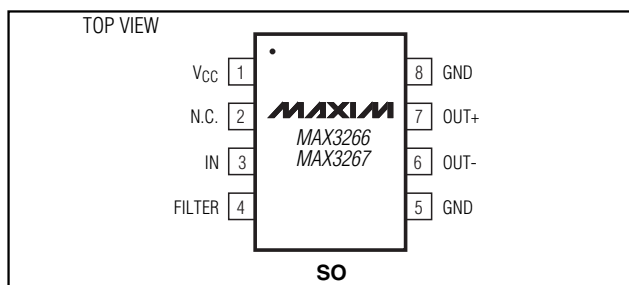 TOP VIEW
VCC 1
8 GND
N.C. 2
MAXIM
7 OUT+
MAX3266
MAX3267
IN 3
6 OUT-
FILTER 4
5 GND
SO